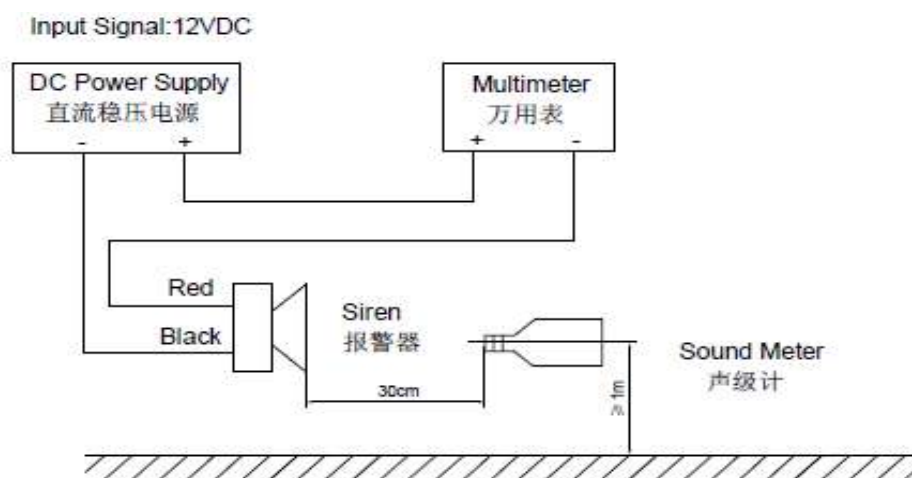 Input Signal:12VDC
DC Power Supply
直流稳压电源
- +
Multimeter
万用表
+ -
Red
Black
Siren
报警器
30cm
≥1m
Sound Meter
声级计